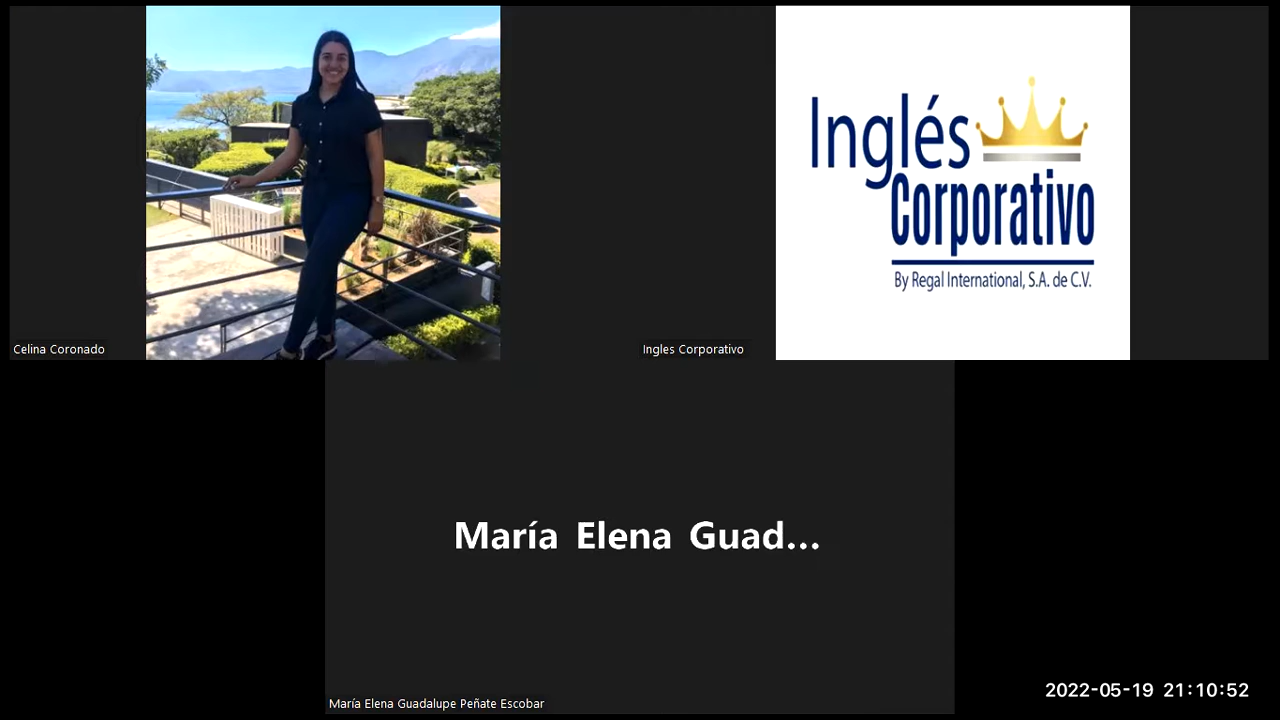 Celina Coronado
Inglés
Corporativo
By Regal International, S.A. de C.V.
Ingles Corporativo
María Elena Guad...
María Elena Guadalupe Peñate Escobar
2022-05-19 21:10:52